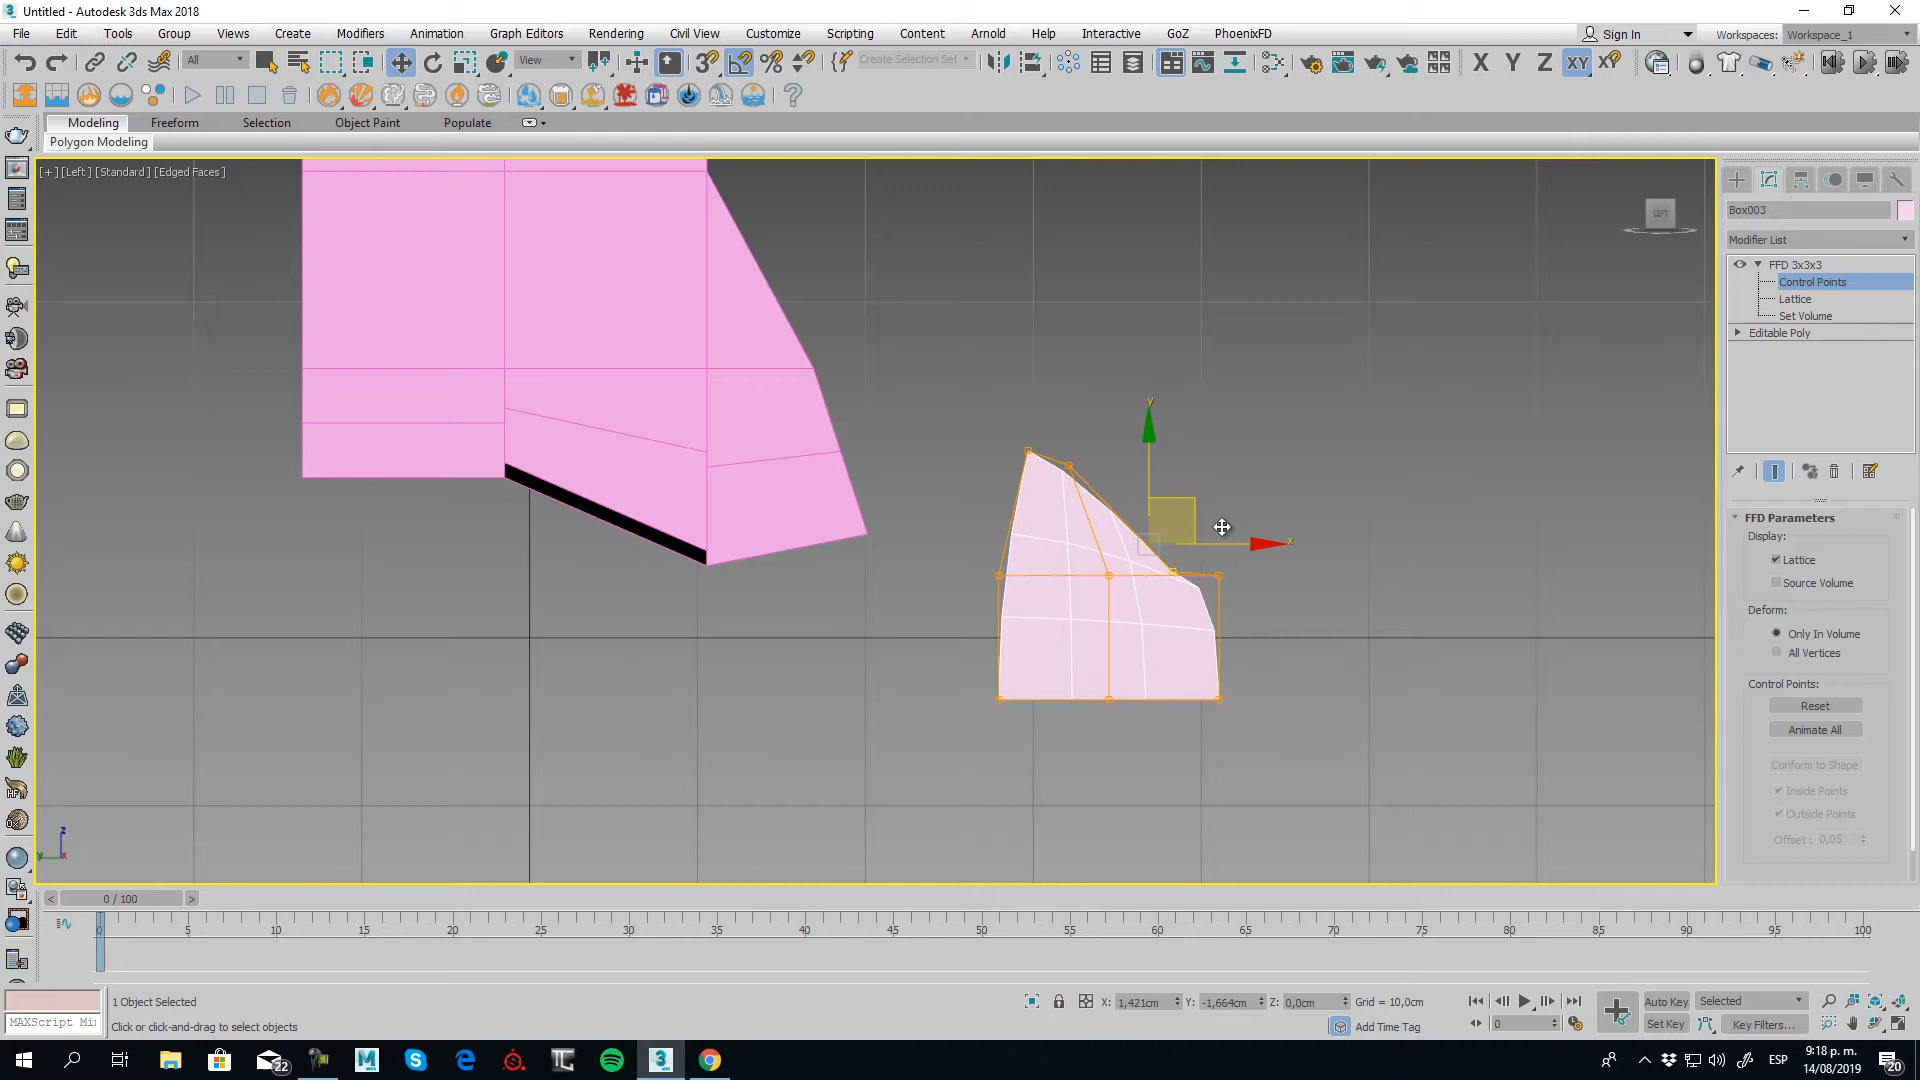 Untitled - Autodesk 3ds Max 2018
File Edit Tools Group Views Create Modifiers Animation Graph Editors Rendering Civil View Customize Scripting Content Arnold Help Interactive GoZ PhoenixFD Sign In Workspaces: Workspace_1
All View Create Selection Set X Y Z XY XY
Modeling Freeform Selection Object Paint Populate
Polygon Modeling
[+] [Left] [Standard] [Edged Faces]
LEFT
y
x
z
y x
Box003
Modifier List
FFD 3x3x3
Control Points
Lattice
Set Volume
Editable Poly
FFD Parameters
Display:
Lattice
Source Volume
Deform:
Only In Volume
All Vertices
Control Points:
Reset
Animate All
Conform to Shape
Inside Points
Outside Points
Offset : 0,05
< 0 / 100 >
0 5 10 15 20 25 30 35 40 45 50 55 60 65 70 75 80 85 90 95 100
1 Object Selected
X: 1,421cm Y: -1,664cm Z: 0,0cm Grid = 10,0cm
Auto Key Selected
MAXScript Mi
Click or click-and-drag to select objects
Add Time Tag
0
Set Key Key Filters...
22
ESP
9:18 p. m.
14/08/2019
20